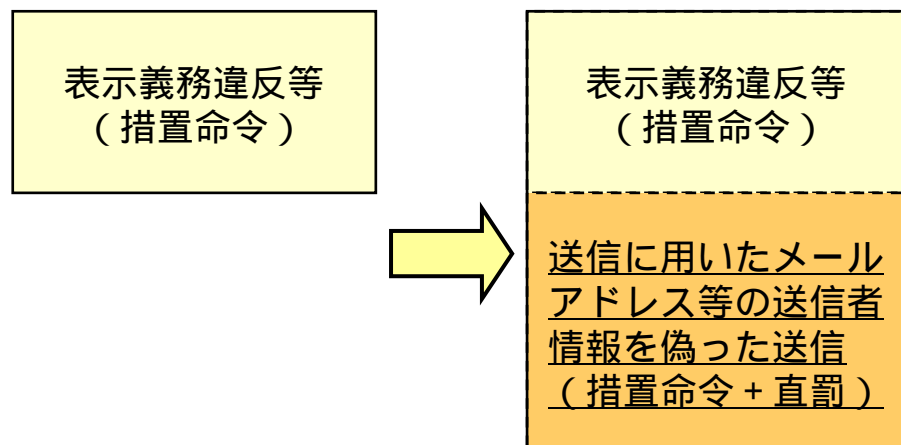 表示義務違反等
（措置命令）
表示義務違反等
（措置命令）
送信に用いたメール
アドレス等の送信者
情報を偽った送信
（措置命令＋直罰）